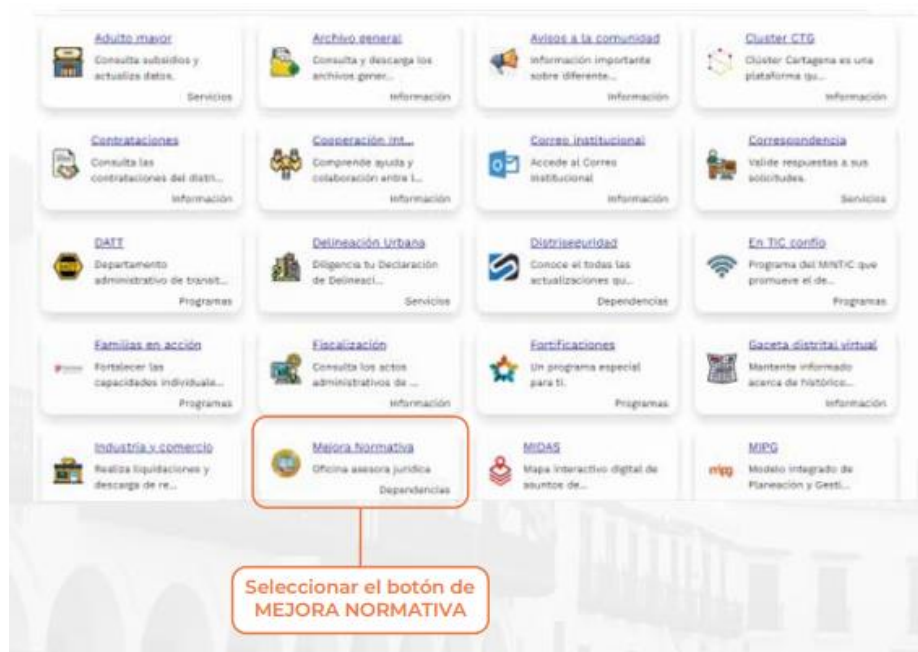 Adulto mayor
Consulta subsidios y
actualiza datos.
Servicios
Archivo general
Consulta y descarga los
archivos gener...
Información
Avisos a la comunidad
Información importante
sobre diferente...
Información
Cluster CTG
Clúster Cartagena es una
plataforma qu...
Información
Contrataciones
Consulta las
contrataciones del distri...
Información
Cooperación Int...
Comprende ayuda y
colaboración entre l...
Información
Correo institucional
Accede al Correo
Institucional
Información
Correspondencia
Valide respuestas a sus
solicitudes.
Servicios
DATT
Departamento
administrativo de transit...
Programas
Delineación Urbana
Diligencia tu Declaración
de Delineaci...
Servicios
Distriseguridad
Conoce el todas las
actualizaciones qu...
Dependencias
En TIC confío
Programa del MINTIC que
promueve el de...
Programas
Familias en acción
Fortalecer las
capacidades individuale...
Programas
Fiscalización
Consulta los actos
administrativos de ...
Información
Fortificaciones
Un programa especial
para ti.
Programas
Gaceta distrital virtual
Mantente informado
acerca de histórico...
Información
Industria y comercio
Realiza liquidaciones y
descarga de re...
Mejora Normativa
Oficina asesora jurídica
Dependencias
MIDAS
Mapa interactivo digital de
asuntos de...
mipg
MIPG
Modelo integrado de
Planeación y Gesti...
Seleccionar el botón de
MEJORA NORMATIVA